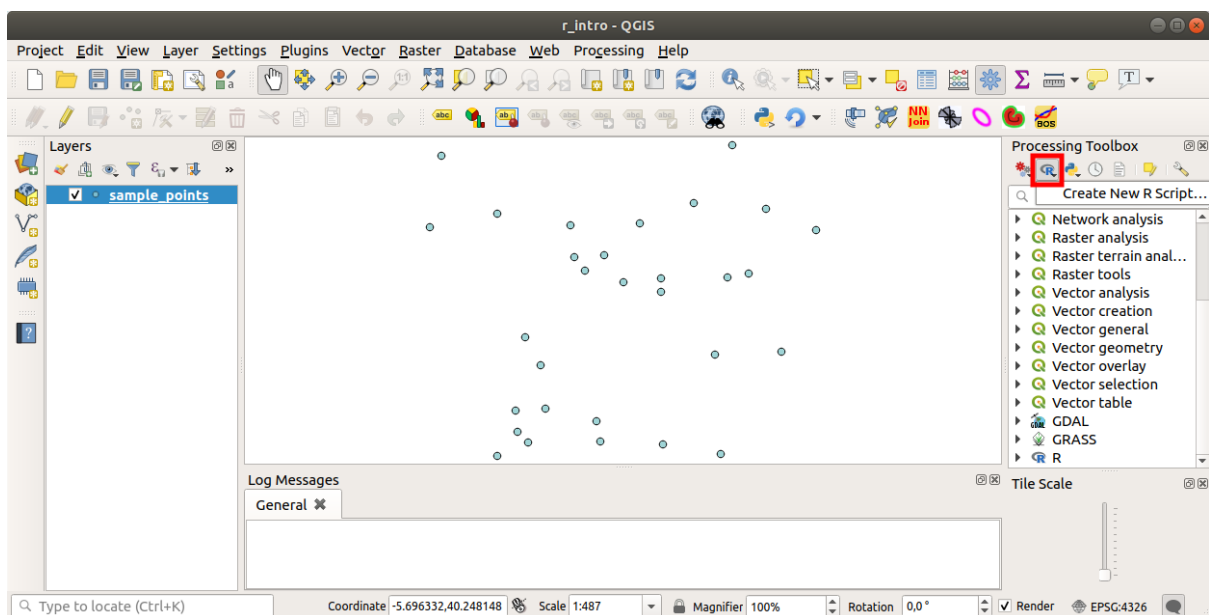 r_intro - QGIS
Project Edit View Layer Settings Plugins Vector Raster Database Web Processing Help
NN
Join
BOS
Layers
sample_points
Processing Toolbox
Create New R Script...
Network analysis
Raster analysis
Raster terrain anal...
Raster tools
Vector analysis
Vector creation
Vector general
Vector geometry
Vector overlay
Vector selection
Vector table
GDAL
GRASS
R
Log Messages
General
Tile Scale
Type to locate (Ctrl+K)
Coordinate -5.696332,40.248148 Scale 1:487 Magnifier 100% Rotation 0,0 ° Render EPSG:4326